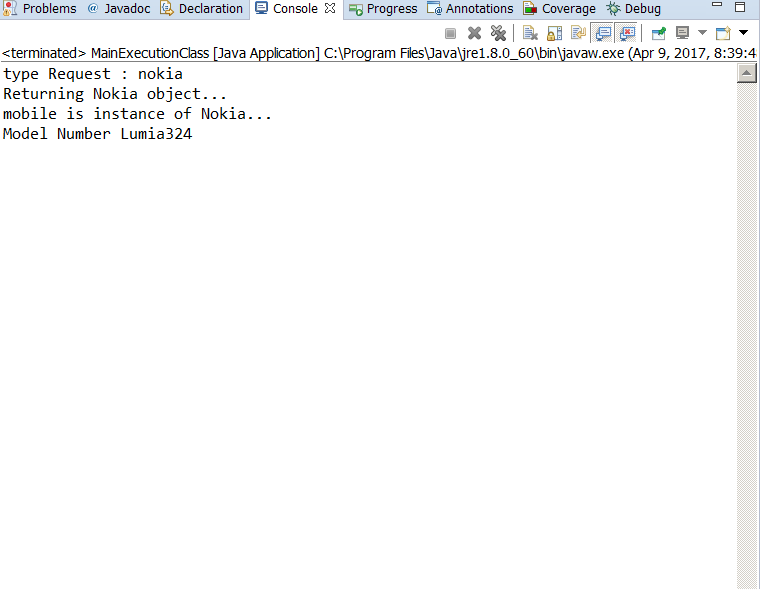 Problems @ Javadoc Declaration Console Progress Annotations Coverage Debug
<terminated> MainExecutionClass [Java Application] C:\Program Files\Java\jre1.8.0_60\bin\javaw.exe (Apr 9, 2017, 8:39:4
type Request : nokia
Returning Nokia object...
mobile is instance of Nokia...
Model Number Lumia324